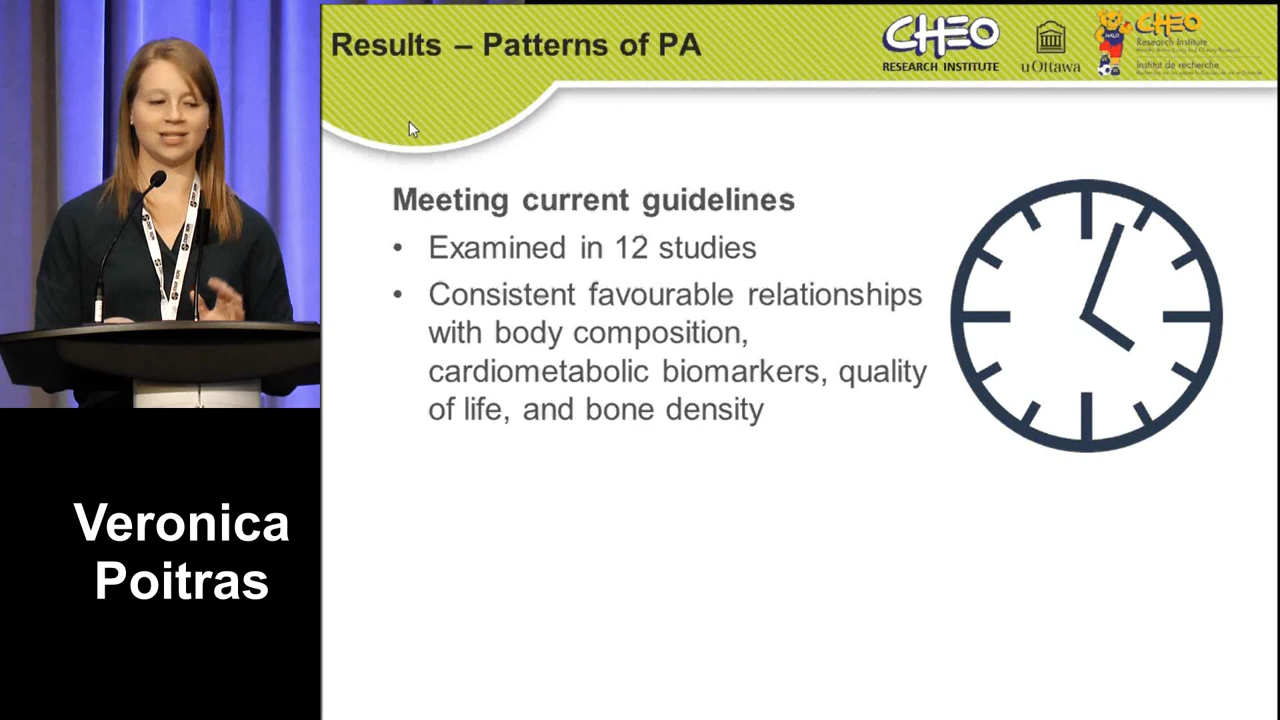 Results – Patterns of PA
CHEO
RESEARCH INSTITUTE
uOttawa
CHEO
Research Institute
Institut de recherche
Meeting current guidelines
• Examined in 12 studies
• Consistent favourable relationships
with body composition,
cardiometabolic biomarkers, quality
of life, and bone density
Veronica
Poitras